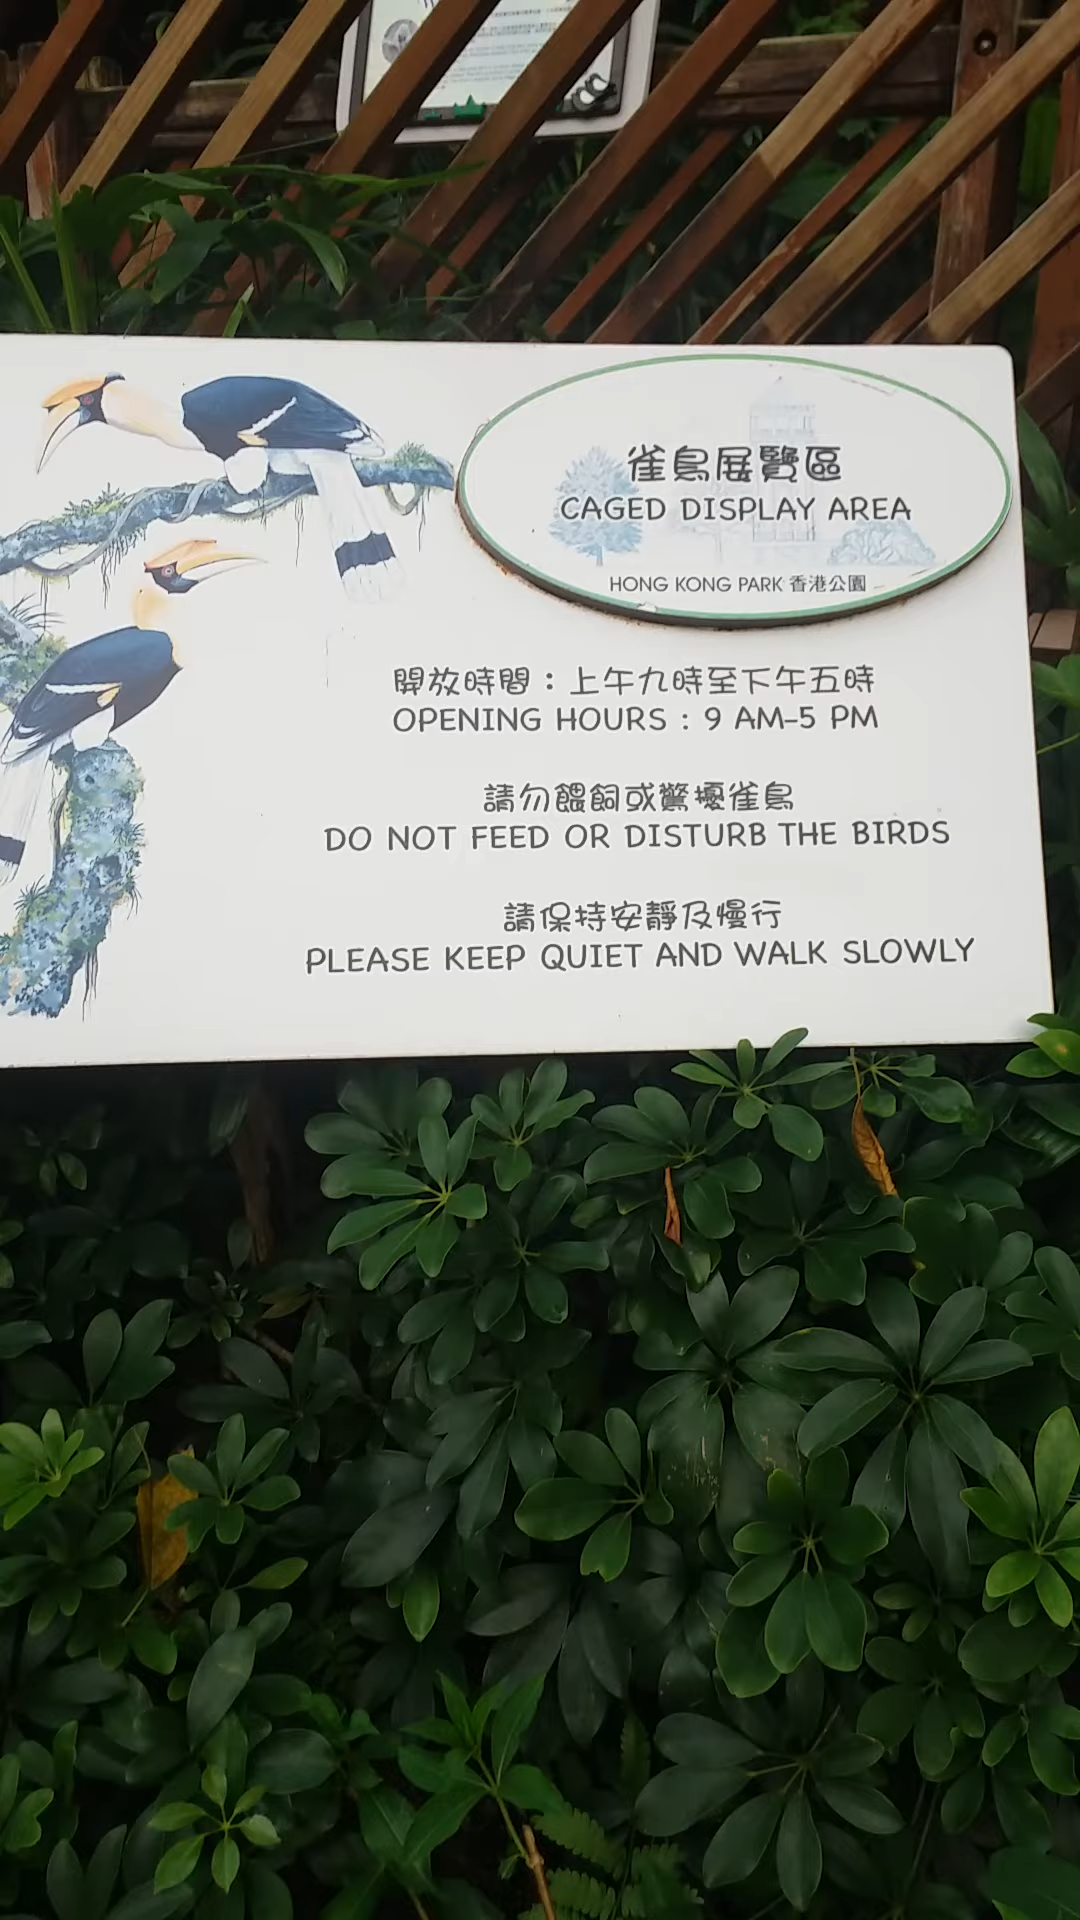 雀鳥展覽區
CAGED DISPLAY AREA
HONG KONG PARK 香港公園
開放時間：上午九時至下午五時
OPENING HOURS : 9 AM-5 PM
請勿餵飼或驚擾雀鳥
DO NOT FEED OR DISTURB THE BIRDS
請保持安靜及慢行
PLEASE KEEP QUIET AND WALK SLOWLY